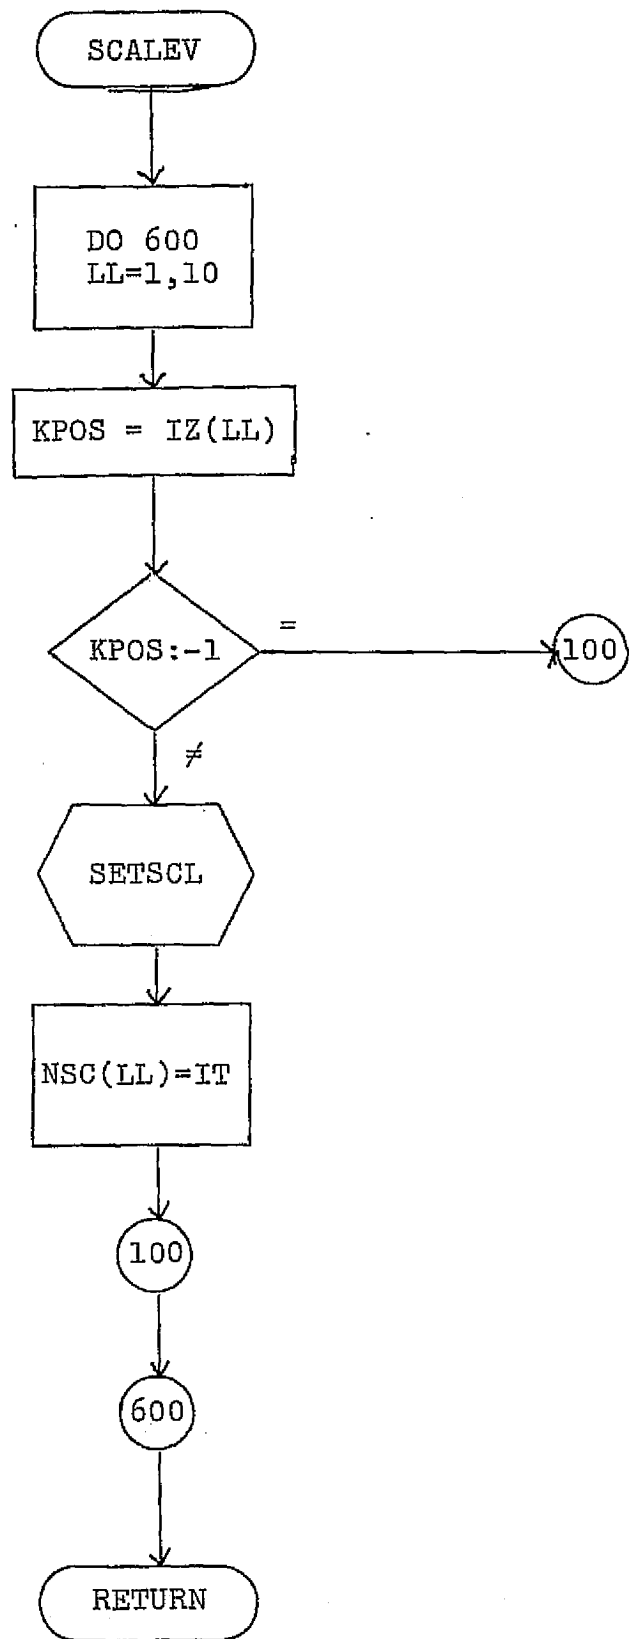 SCALEV
DO 600
LL=1,10
KPOS = IZ(LL)
KPOS:-1
=
100
≠
SETSCL
NSC(LL)=IT
100
600
RETURN